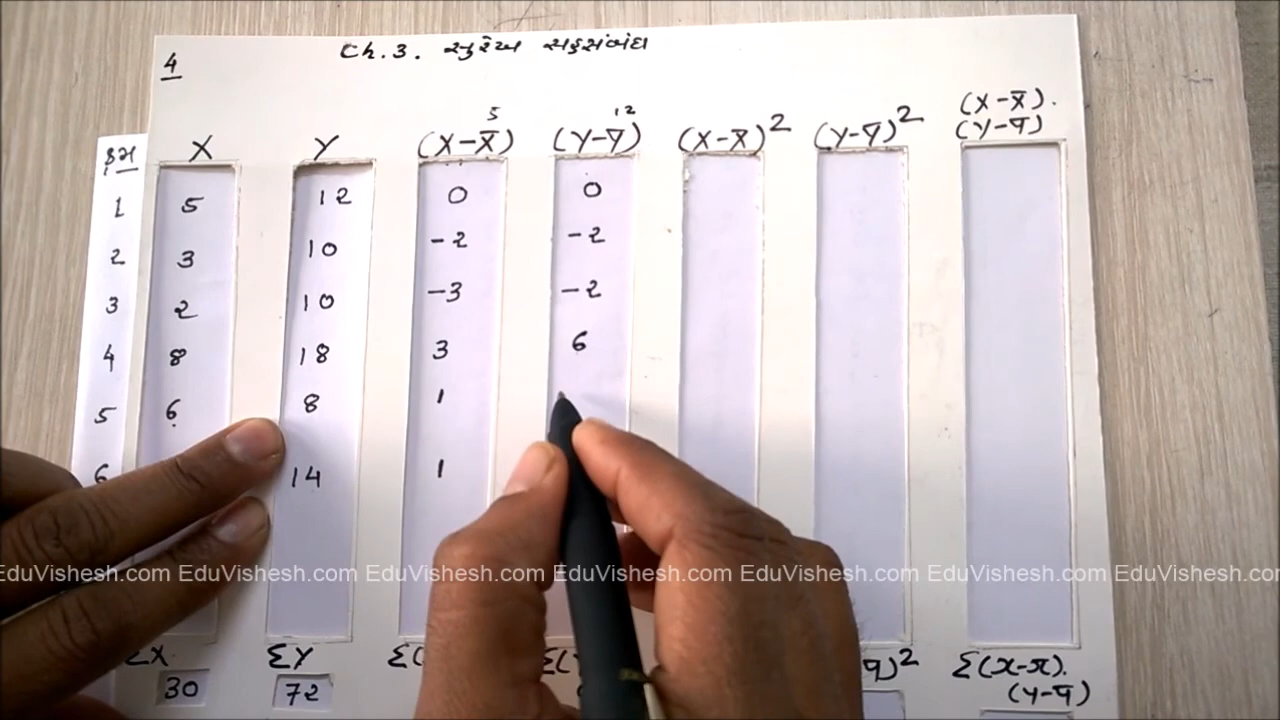 4
Ch. 3. સુરેખ સહસંબંધ
5 12
ક્રમ X Y (X-X̄) (Y-Ȳ) (X-X̄)² (Y-Ȳ)² (X-X̄). (Y-Ȳ)
1 5 12 0 0
2 3 10 -2 -2
3 2 10 -3 -2
4 8 18 3 6
5 6 8 1
6 14 1
EduVishesh.com EduVishesh.com EduVishesh.com EduVishesh.com EduVishesh.com EduVishesh.com EduVishesh.com
ΣX ΣY Σ(x-x̄). (y-ȳ)
30 72